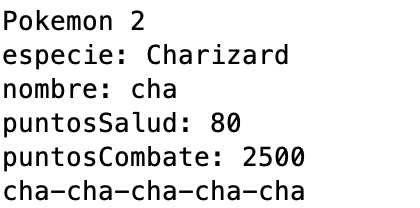 Pokemon 2
especie: Charizard
nombre: cha
puntosSalud: 80
puntosCombate: 2500
cha-cha-cha-cha-cha